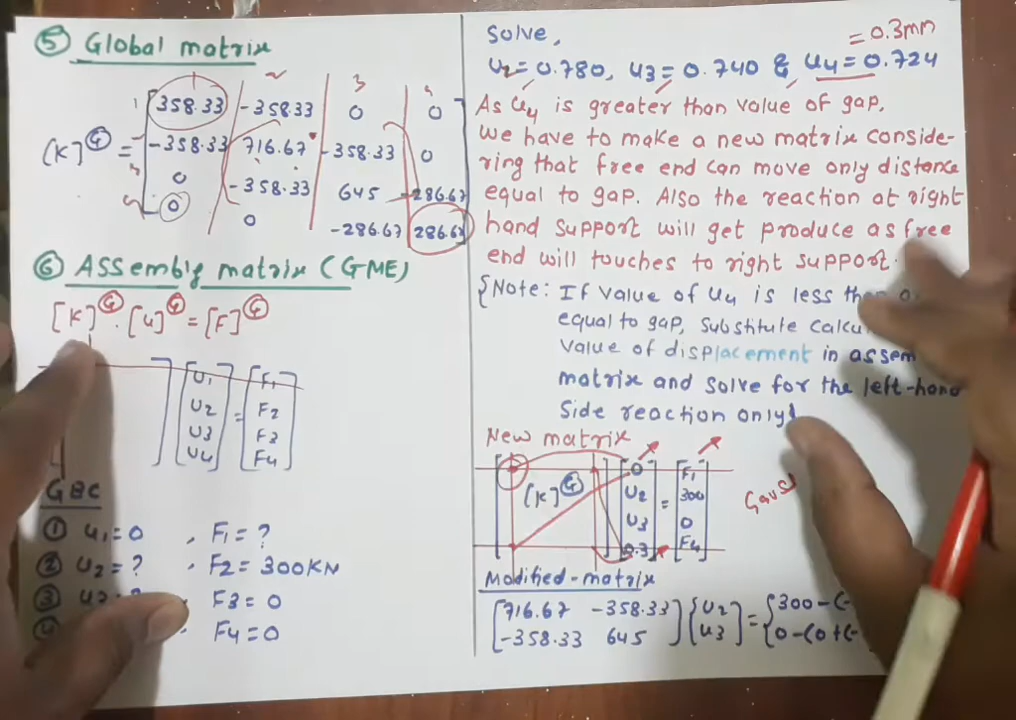 ⑤ Global matrix
1 2 3 4
358.33 -358.33 0 0
[K]ᴳ = -358.33 716.67 -358.33 0
0 -358.33 645 -286.67
0 0 -286.67 286.67
⑥ Assembly matrix (GME)
[K]ᴳ · [u]ᴳ = [F]ᴳ
U1 F1
U2 = F2
U3 F3
U4 F4
GBC
① u1=0 , F1=?
② u2=? , F2=300KN
③ F3=0
F4=0
Solve,
= 0.3mm
U2=0.780, U3=0.740 & U4=0.724
As U4 is greater than value of gap,
we have to make a new matrix conside-
ring that free end can move only distance
equal to gap. Also the reaction at right
hand support will get produce as free
end will touches to right support.
{Note: If value of U4 is less
equal to gap, substitute
value of displacement in
matrix and solve for the left-hand
side reaction only}
New matrix
0 F1
[K]ᴳ U2 = 300
U3 0
0.3 F4
Modified-matrix
[716.67 -358.33] {U2} = {300-(-
[-358.33 645] {U3} {0-(0+(-